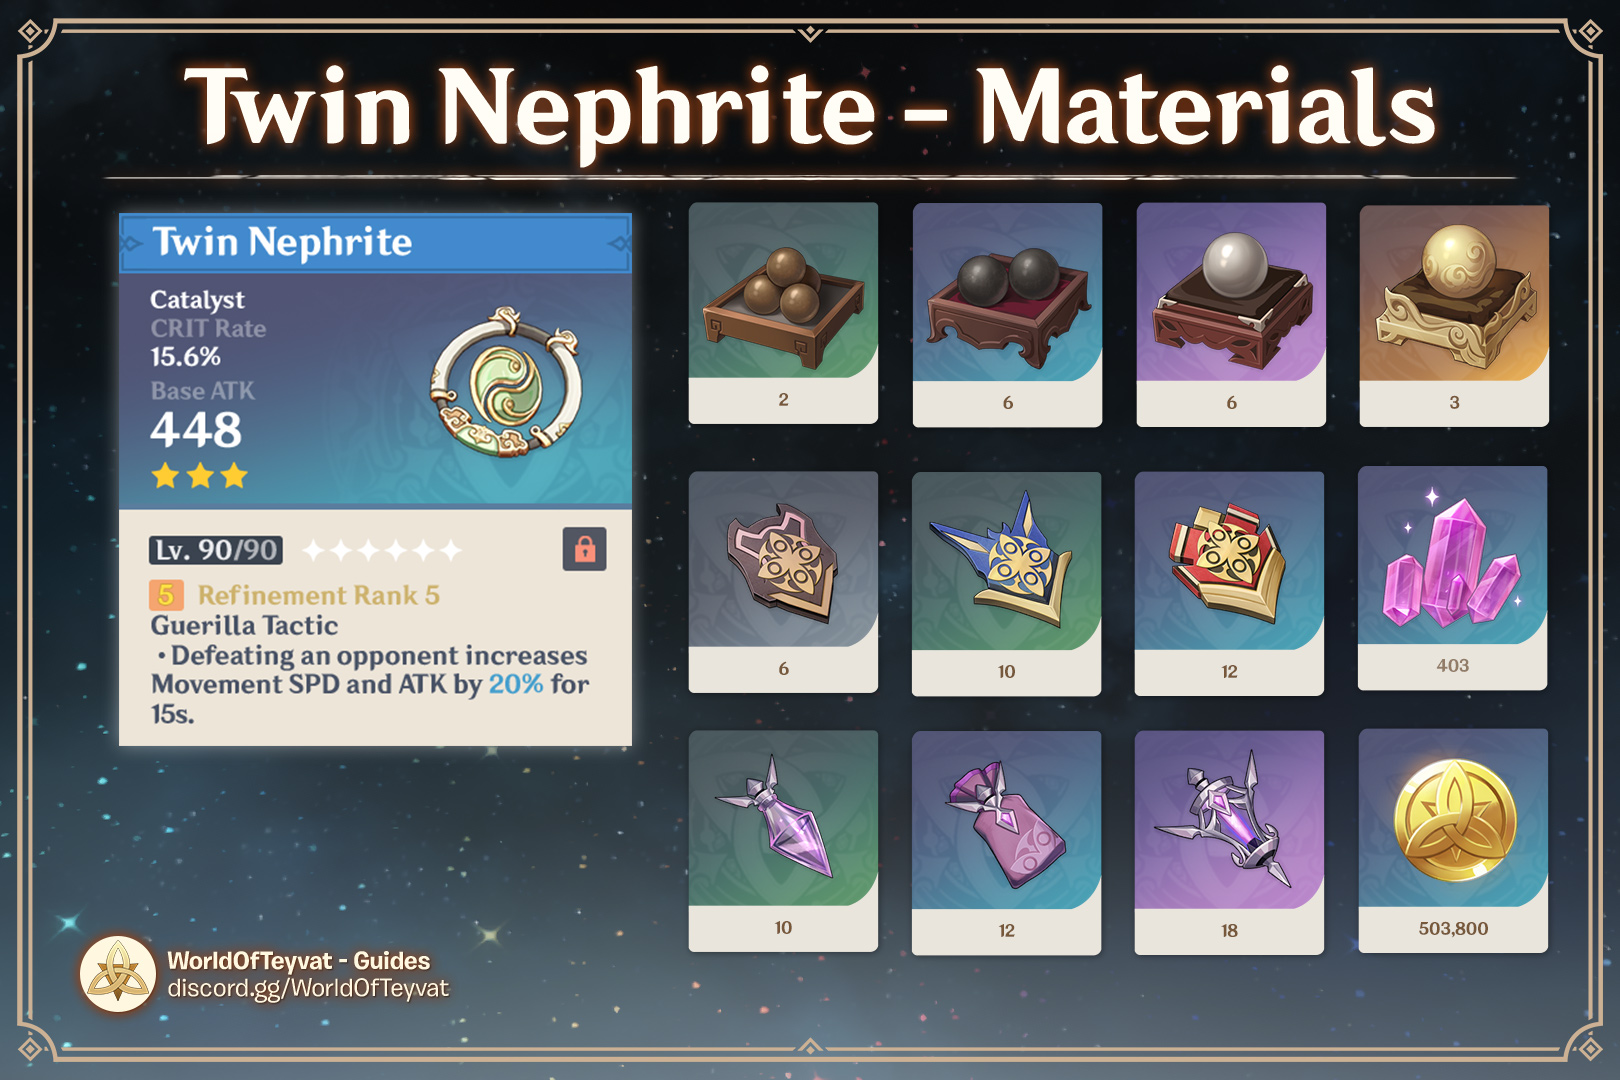 Twin Nephrite – Materials
Twin Nephrite
Catalyst
CRIT Rate
15.6%
Base ATK
448
Lv. 90/90
5 Refinement Rank 5
Guerilla Tactic
• Defeating an opponent increases
Movement SPD and ATK by 20% for
15s.
2
6
6
3
6
10
12
403
10
12
18
503,800
WorldOfTeyvat - Guides
discord.gg/WorldOfTeyvat